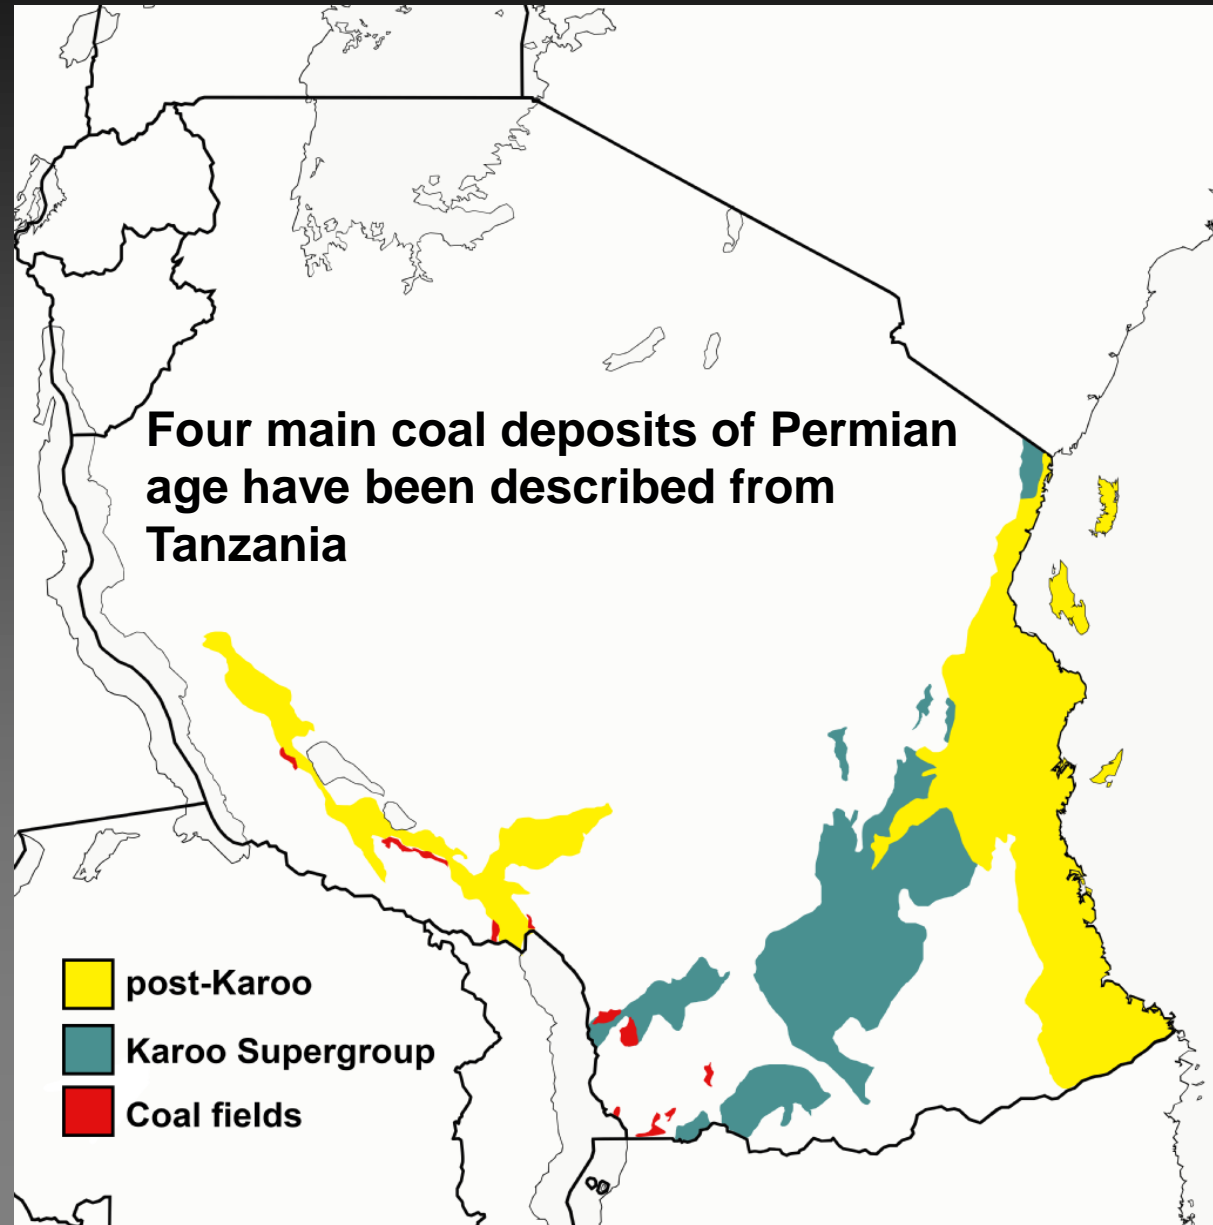 Four main coal deposits of Permian
age have been described from
Tanzania
post-Karoo
Karoo Supergroup
Coal fields